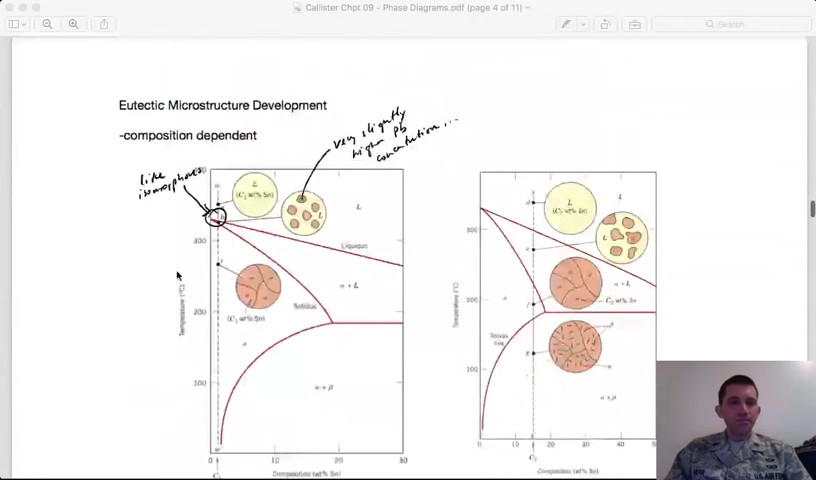 Callister Chpt 09 - Phase Diagrams.pdf (page 4 of 11)
Search
Eutectic Microstructure Development
-composition dependent
like
isomorphous
very slightly
higher Pb
concentration...
L
L
(C₁ wt% Sn)
L
Liquidus
α + L
Solidus
(C₁ wt% Sn)
α
α + β
300
200
100
Temperature (°C)
0
10
20
30
Composition (wt% Sn)
C₁
d
L
(C₂ wt% Sn)
L
e
L
α + L
f
C₂ wt% Sn
α
β
g
α
α + β
300
200
100
Temperature (°C)
0
10
20
30
40
50
C₂
Composition (wt% Sn)
U.S. AIR FORCE